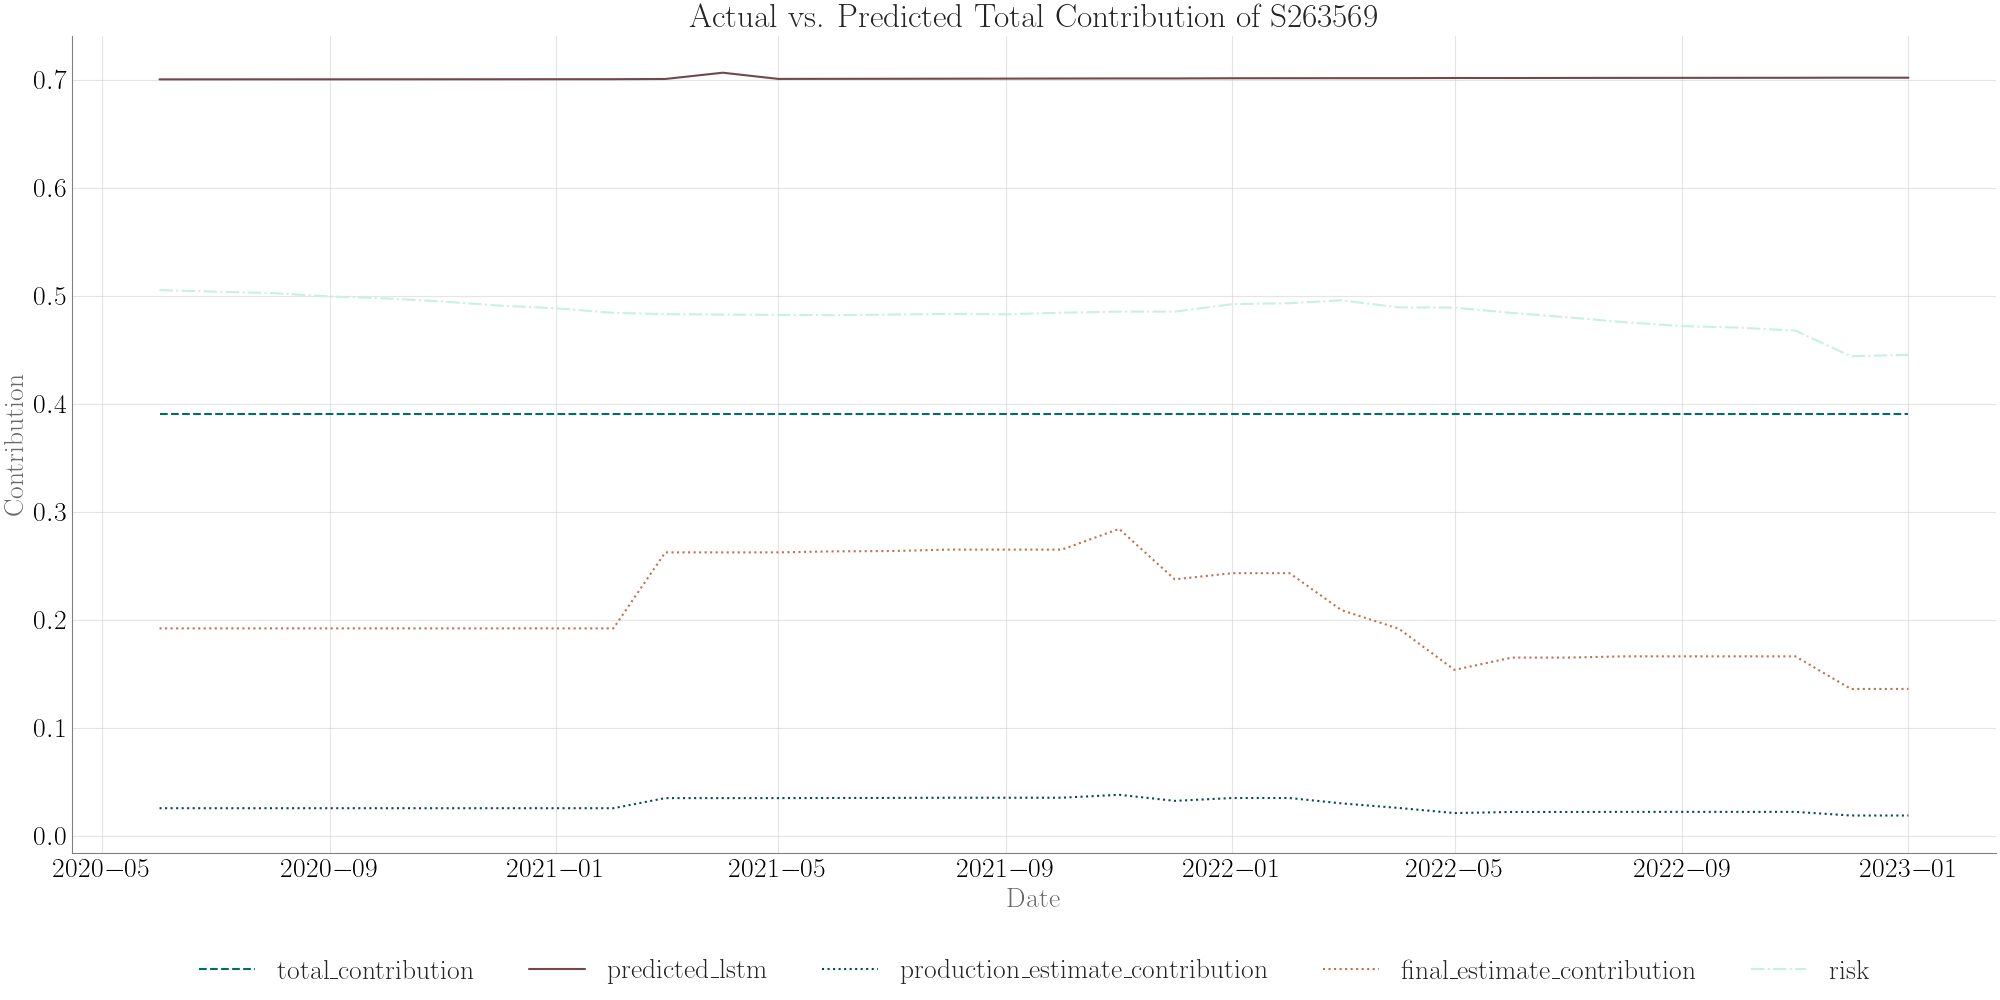 Actual vs. Predicted Total Contribution of S263569
0.7
0.6
0.5
0.4
0.3
0.2
0.1
0.0
Contribution
2020−05 2020−09 2021−01 2021−05 2021−09 2022−01 2022−05 2022−09 2023−01
Date
total_contribution predicted_lstm production_estimate_contribution final_estimate_contribution risk